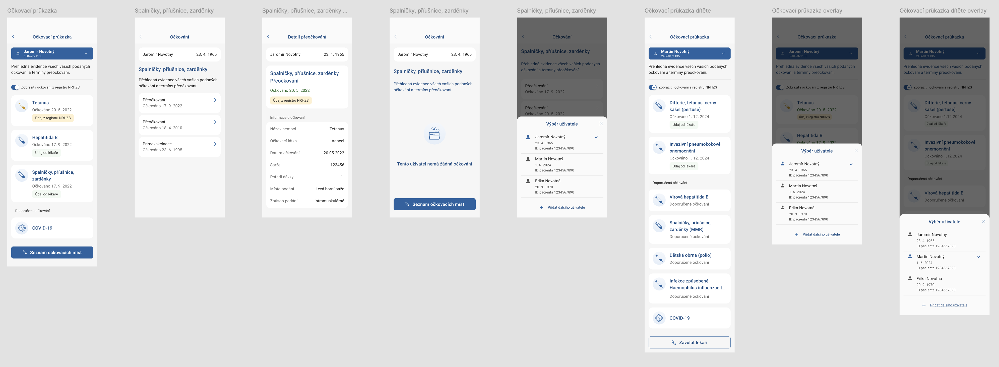 Očkovací průkazka
Očkovací průkazka
Jaromír Novotný
650423/1135
Přehledná evidence všech vašich podaných
očkování a termíny přeočkování.
Zobrazit i očkování z registru NRHZS
Tetanus
Očkováno 20. 5. 2022
Údaj z registru NRHZS
Hepatitida B
Očkováno 17. 9. 2022
Údaj od lékaře
Spalničky, příušnice,
zarděnky
Očkováno 17. 9. 2022
Údaj od lékaře
Doporučená očkování
COVID-19
Seznam očkovacích míst
Spalničky, příušnice, zarděnky
Očkování
Jaromír Novotný 23. 4. 1965
Spalničky, příušnice, zarděnky
Přehledná evidence všech vašich podaných
očkování a termíny přeočkování.
Přeočkování
Očkováno 17. 9. 2022
Přeočkování
Očkováno 18. 4. 2010
Primovakcinace
Očkováno 23. 6. 1995
Spalničky, příušnice, zarděnky ...
Detail přeočkování
Jaromír Novotný 23. 4. 1965
Spalničky, příušnice, zarděnky
Přeočkování
Očkováno 20. 5. 2022
Údaj z registru NRHZS
Informace o očkování
Název nemoci Tetanus
Očkovací látka Adacel
Datum očkování 20.05.2022
Šarže 123456
Pořadí dávky 1.
Místo podání Levá horní paže
Způsob podání Intramuskulárně
Spalničky, příušnice, zarděnky
Očkování
Jaromír Novotný 23. 4. 1965
Spalničky, příušnice, zarděnky
Přehledná evidence všech vašich podaných
očkování a termíny přeočkování.
Tento uživatel nemá žádná očkování
Seznam očkovacích míst
Spalničky, příušnice, zarděnky
Očkování
Spalničky, příušnice, zarděnky
Přehledná evidence všech vašich podaných
očkování a termíny přeočkování.
Přeočkování
Očkováno 17. 9. 2022
Přeočkování
Očkováno 20. 5. 2022
Výběr uživatele
Jaromír Novotný
23. 4. 1965
ID pacienta 1234567890
Martin Novotný
1. 6. 2024
ID pacienta 1234567890
Erika Novotná
20. 9. 1970
ID pacienta 1234567890
Přidat dalšího uživatele
Očkovací průkazka dítěte
Očkovací průkazka
Martin Novotný
240601/1135
Přehledná evidence všech vašich podaných
očkování a termíny přeočkování.
Zobrazit i očkování z registru NRHZS
Difterie, tetanus, černý
kašel (pertuse)
Očkováno 1. 12. 2024
Údaj od lékaře
Invazivní pneumokokové
onemocnění
Očkováno 1. 12. 2024
Údaj od lékaře
Doporučená očkování
Virová hepatitida B
Doporučené očkování
Spalničky, příušnice,
zarděnky (MMR)
Doporučené očkování
Dětská obrna (polio)
Doporučené očkování
Infekce způsobené
Haemophilus influenzae t...
Doporučené očkování
COVID-19
Zavolat lékaři
Očkovací průkazka overlay
Očkovací průkazka
Jaromír Novotný
650423/1135
Přehledná evidence všech vašich podaných
očkování a termíny přeočkování.
Zobrazit i očkování z registru NRHZS
Tetanus
Očkováno 20. 5. 2022
Údaj z registru NRHZS
Hepatitida B
Očkováno 17. 9. 2022
Výběr uživatele
Jaromír Novotný
23. 4. 1965
ID pacienta 1234567890
Martin Novotný
1. 6. 2024
ID pacienta 1234567890
Erika Novotná
20. 9. 1970
ID pacienta 1234567890
Přidat dalšího uživatele
Očkovací průkazka dítěte overlay
Očkovací průkazka
Martin Novotný
240601/1135
Přehledná evidence všech vašich podaných
očkování a termíny přeočkování.
Zobrazit i očkování z registru NRHZS
Difterie, tetanus, černý
kašel (pertuse)
Očkováno 1.12.2024
Údaj od lékaře
Invazivní pneumokokové
onemocnění
Očkováno 1.12.2024
Údaj od lékaře
Doporučená očkování
Virová hepatitida B
Doporučené očkování
Výběr uživatele
Jaromír Novotný
23. 4. 1965
ID pacienta 1234567890
Martin Novotný
1. 6. 2024
ID pacienta 1234567890
Erika Novotná
20. 9. 1970
ID pacienta 1234567890
Přidat dalšího uživatele